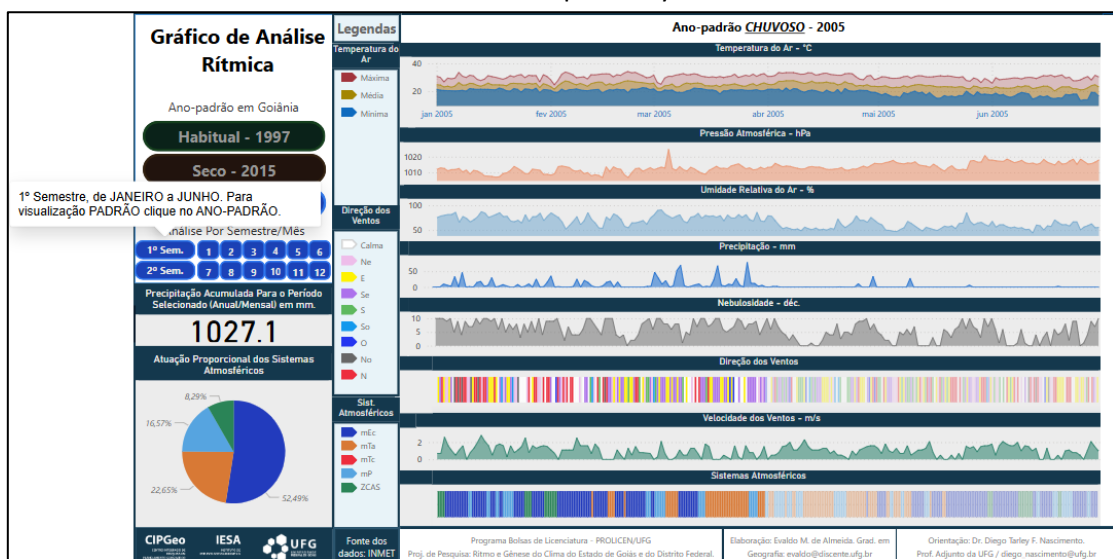 Gráfico de Análise
Rítmica
Ano-padrão em Goiânia
Habitual - 1997
Seco - 2015
1º Semestre, de JANEIRO a JUNHO. Para
visualização PADRÃO clique no ANO-PADRÃO.
Análise Por Semestre/Mês
1º Sem. 1 2 3 4 5 6
2º Sem. 7 8 9 10 11 12
Precipitação Acumulada Para o Período
Selecionado (Anual/Mensal) em mm.
1027.1
Atuação Proporcional dos Sistemas
Atmosféricos
8,29%
16,57%
22,65%
52,49%
CIPGeo
IESA
UFG
Legendas
Temperatura do
Ar
Máxima
Média
Mínima
Direção dos
Ventos
Calma
Ne
E
Se
S
So
O
No
N
Sist.
Atmosféricos
mEc
mTa
mTc
mP
ZCAS
Fonte dos
dados: INMET
Ano-padrão CHUVOSO - 2005
Temperatura do Ar - °C
40
20
jan 2005 fev 2005 mar 2005 abr 2005 mai 2005 jun 2005
Pressão Atmosférica - hPa
1020
1010
Umidade Relativa do Ar - %
100
50
Precipitação - mm
50
0
Nebulosidade - déc.
10
5
0
Direção dos Ventos
Velocidade dos Ventos - m/s
2
0
Sistemas Atmosféricos
Programa Bolsas de Licenciatura - PROLICEN/UFG
Proj. de Pesquisa: Ritmo e Gênese do Clima do Estado de Goiás e do Distrito Federal.
Elaboração: Evaldo M. de Almeida. Grad. em
Geografia: evaldo@discente.ufg.br
Orientação: Dr. Diego Tarley F. Nascimento.
Prof. Adjunto da UFG / diego_nascimento@ufg.br